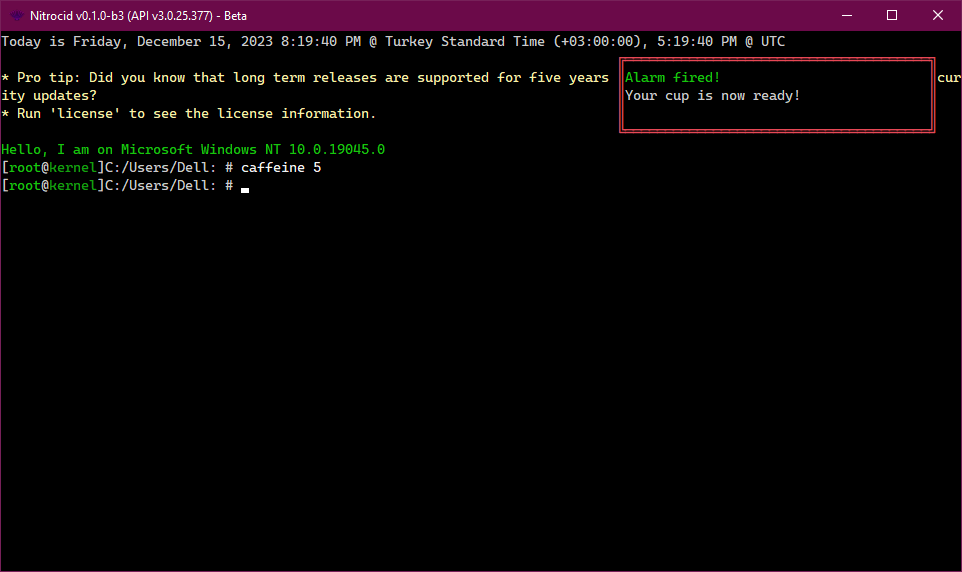 Nitrocid v0.1.0-b3 (API v3.0.25.377) - Beta
Today is Friday, December 15, 2023 8:19:40 PM @ Turkey Standard Time (+03:00:00), 5:19:40 PM @ UTC
* Pro tip: Did you know that long term releases are supported for five years cur
ity updates?
* Run 'license' to see the license information.
Alarm fired!
Your cup is now ready!
Hello, I am on Microsoft Windows NT 10.0.19045.0
[root@kernel]C:/Users/Dell: # caffeine 5
[root@kernel]C:/Users/Dell: #